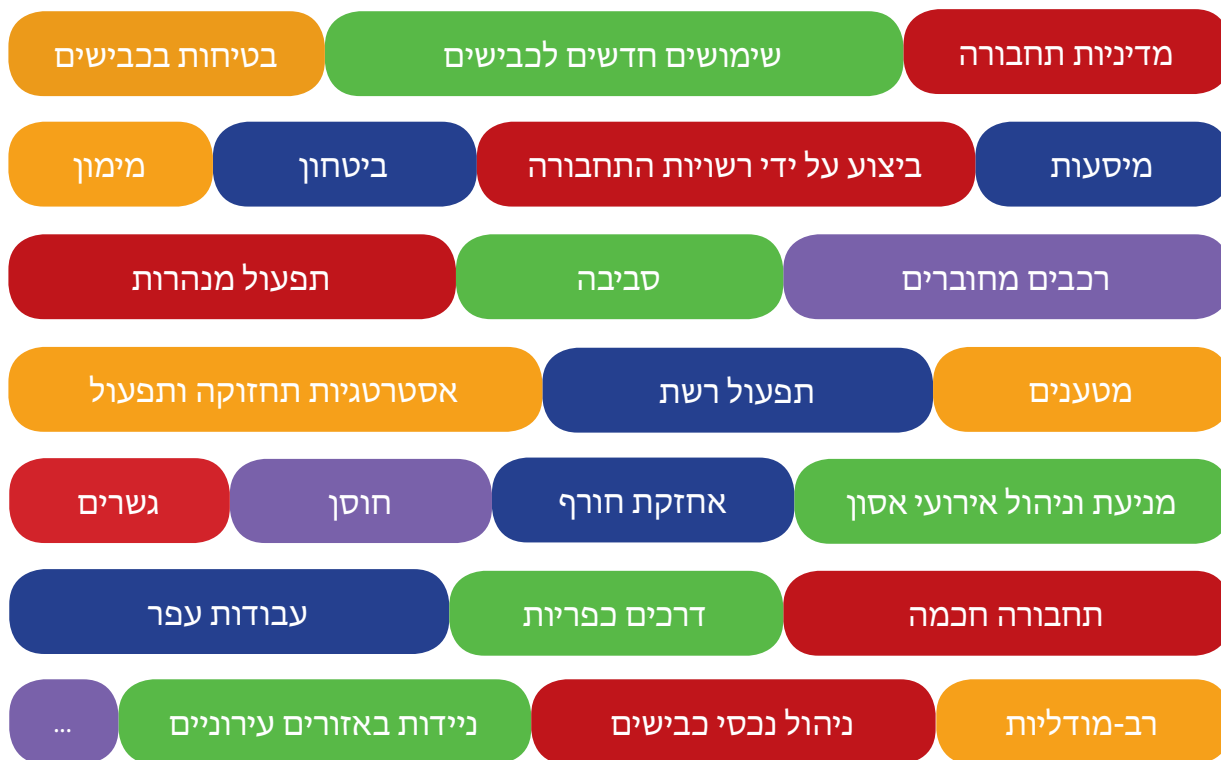 מדיניות תחבורה שימושים חדשים לכבישים בטיחות בכבישים
מיסעות ביצוע על ידי רשויות התחבורה ביטחון מימון
רכבים מחוברים סביבה תפעול מנהרות
מטענים תפעול רשת אסטרטגיות תחזוקה ותפעול
מניעת וניהול אירועי אסון אחזקת חורף חוסן גשרים
תחבורה חכמה דרכים כפריות עבודות עפר
רב-מודליות ניהול נכסי כבישים ניידות באזורים עירוניים ...